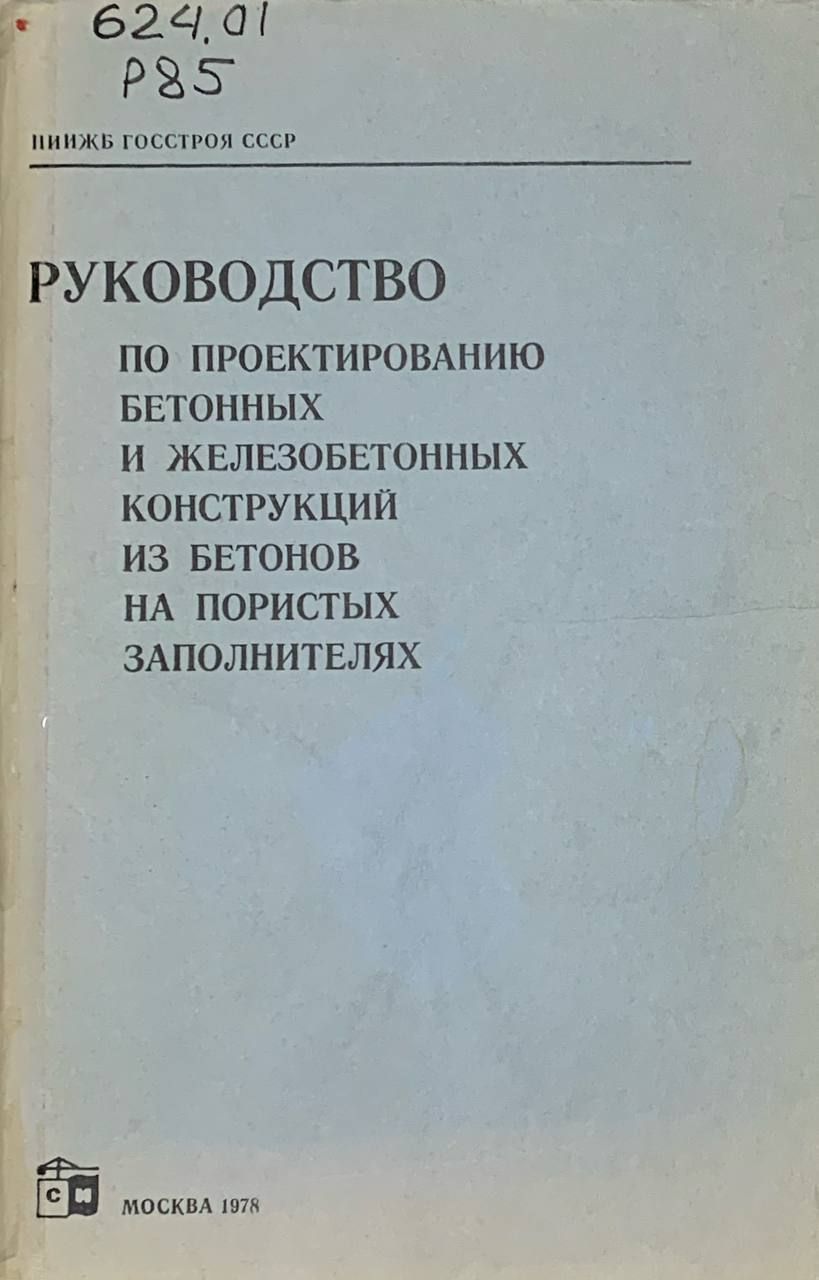 624.01
Р85
НИИЖБ ГОССТРОЯ СССР
РУКОВОДСТВО
ПО ПРОЕКТИРОВАНИЮ
БЕТОННЫХ
И ЖЕЛЕЗОБЕТОННЫХ
КОНСТРУКЦИЙ
ИЗ БЕТОНОВ
НА ПОРИСТЫХ
ЗАПОЛНИТЕЛЯХ
С И
МОСКВА 1978